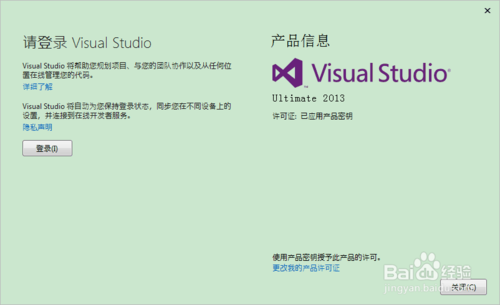 请登录 Visual Studio
Visual Studio 将帮助您规划项目、与您的团队协作以及从任何位
置在线管理您的代码。
详细了解
Visual Studio 将自动为您保持登录状态，同步您在不同设备上的
设置，并连接到在线开发者服务。
隐私声明
登录(I)
产品信息
Visual Studio
Ultimate 2013
许可证: 已应用产品密钥
使用产品密钥授予此产品的许可。
更改我的产品许可证
关闭(C)
Baidu 经验
jingyan.baidu.com